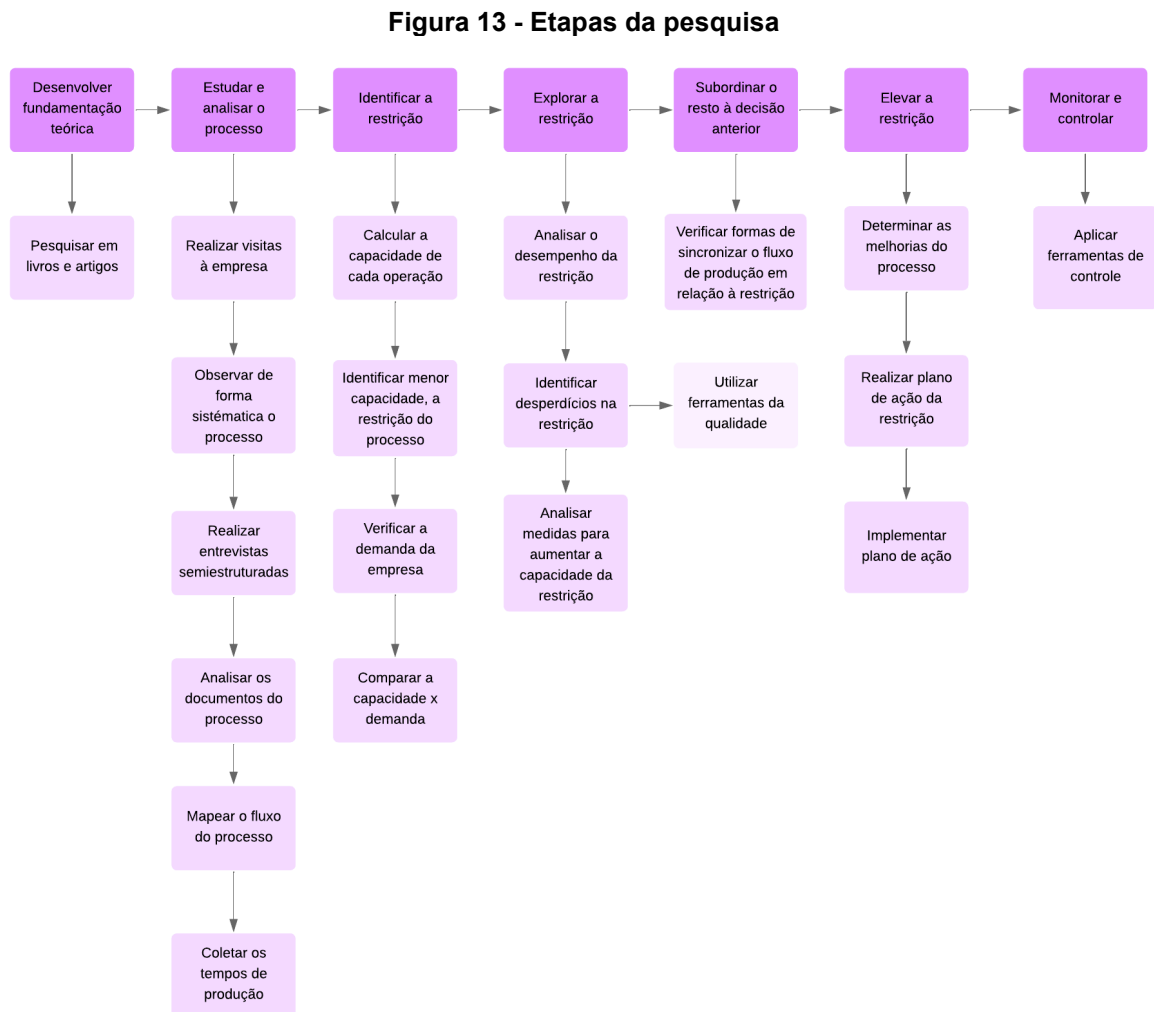 Figura 13 - Etapas da pesquisa
Desenvolver
fundamentação
teórica
Estudar e
analisar o
processo
Identificar a
restrição
Explorar a
restrição
Subordinar o
resto à decisão
anterior
Elevar a
restrição
Monitorar e
controlar
Pesquisar em
livros e artigos
Realizar visitas
à empresa
Observar de
forma
sistématica o
processo
Realizar
entrevistas
semiestruturadas
Analisar os
documentos do
processo
Mapear o fluxo
do processo
Coletar os
tempos de
produção
Calcular a
capacidade de
cada operação
Identificar menor
capacidade, a
restrição do
processo
Verificar a
demanda da
empresa
Comparar a
capacidade x
demanda
Analisar o
desempenho da
restrição
Identificar
desperdícios na
restrição
Utilizar
ferramentas da
qualidade
Analisar
medidas para
aumentar a
capacidade da
restrição
Verificar formas de
sincronizar o fluxo
de produção em
relação à restrição
Determinar as
melhorias do
processo
Realizar plano
de ação da
restrição
Implementar
plano de ação
Aplicar
ferramentas de
controle